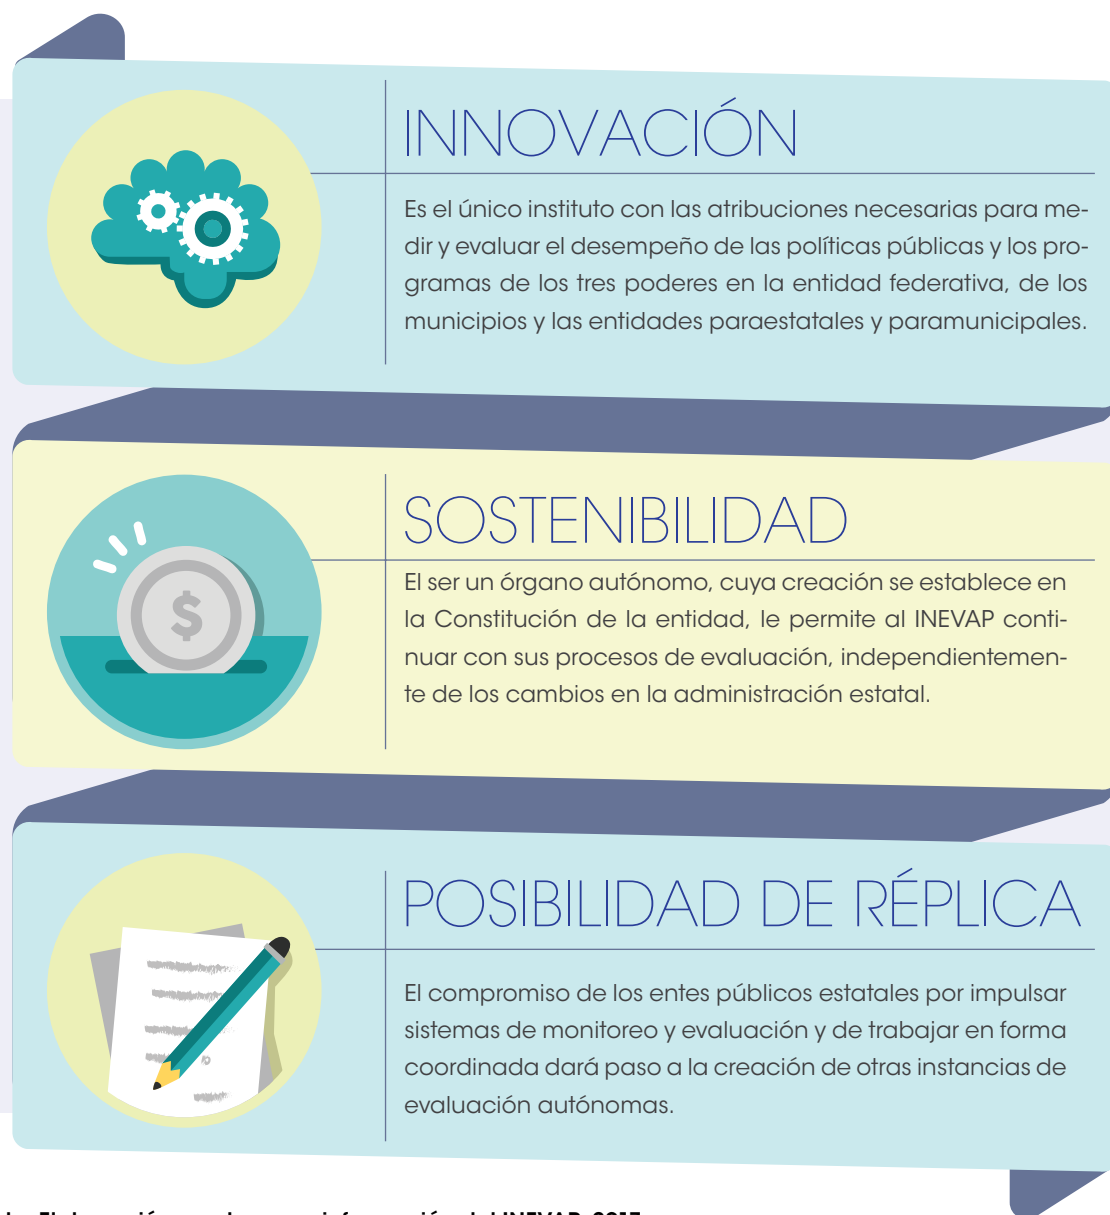 INNOVACIÓN
Es el único instituto con las atribuciones necesarias para me-
dir y evaluar el desempeño de las políticas públicas y los pro-
gramas de los tres poderes en la entidad federativa, de los
municipios y las entidades paraestatales y paramunicipales.
$
SOSTENIBILIDAD
El ser un órgano autónomo, cuya creación se establece en
la Constitución de la entidad, le permite al INEVAP conti-
nuar con sus procesos de evaluación, independientemen-
te de los cambios en la administración estatal.
POSIBILIDAD DE RÉPLICA
El compromiso de los entes públicos estatales por impulsar
sistemas de monitoreo y evaluación y de trabajar en forma
coordinada dará paso a la creación de otras instancias de
evaluación autónomas.